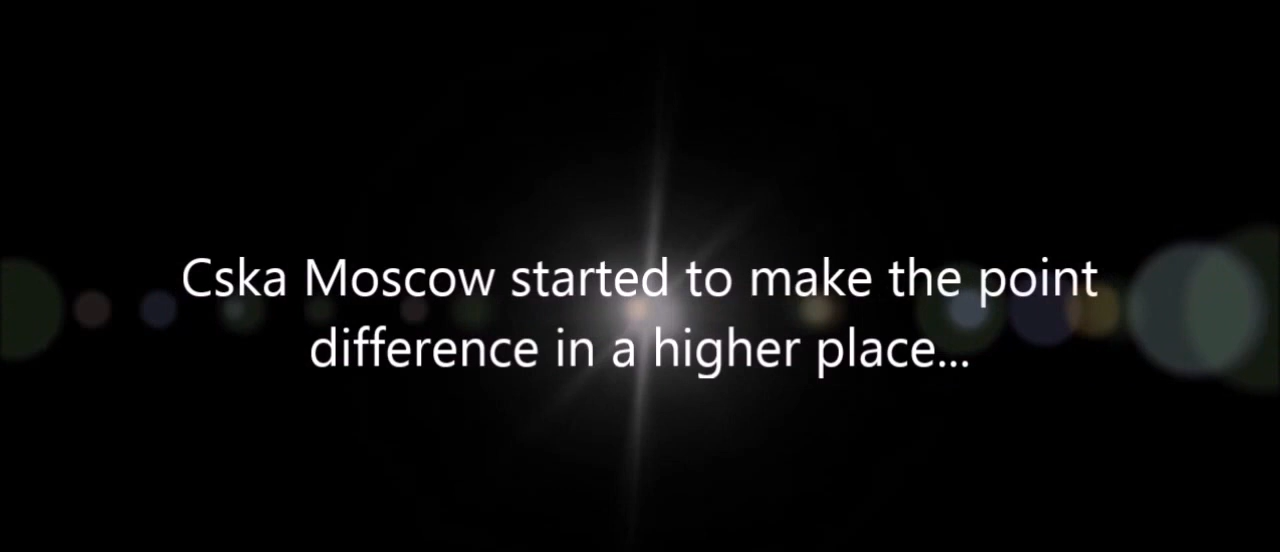 Cska Moscow started to make the point
difference in a higher place...